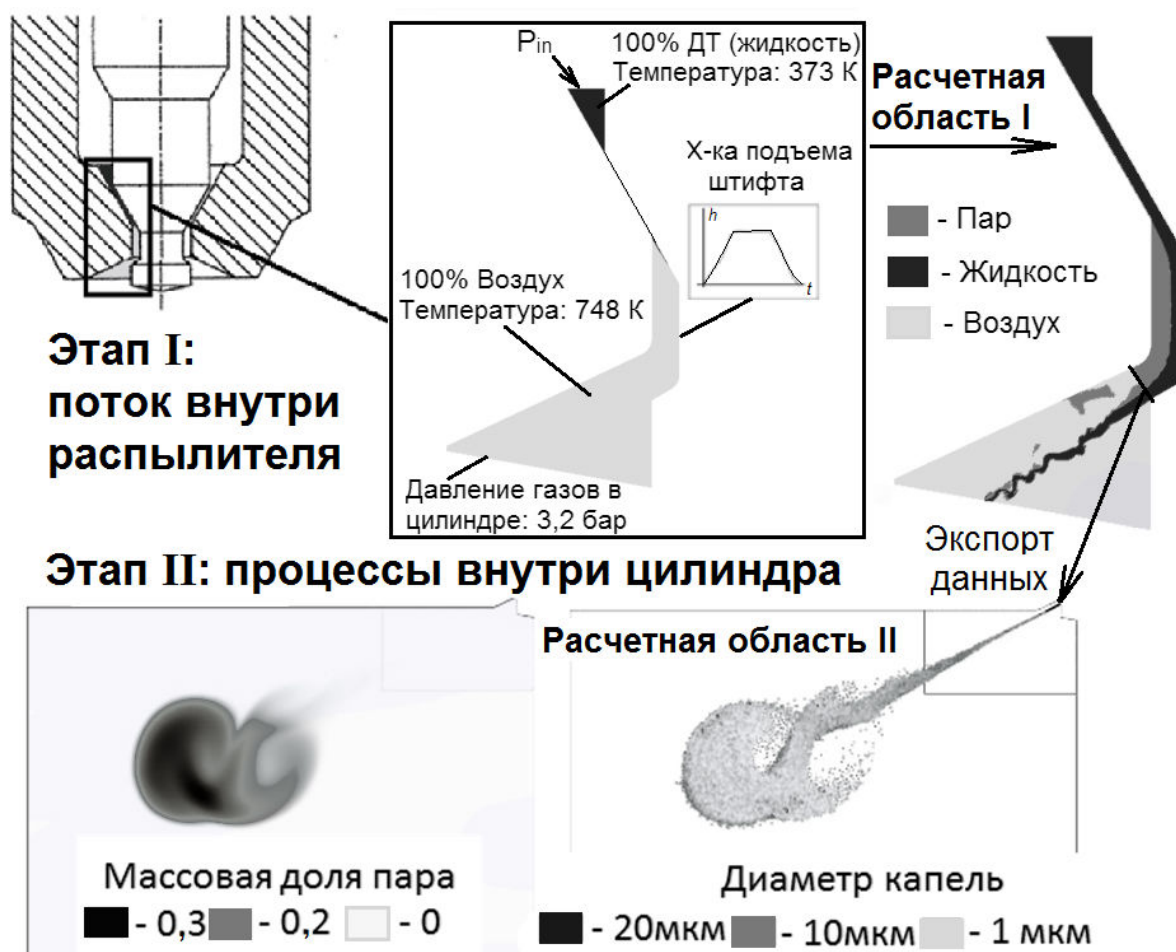 Pin
100% ДТ (жидкость)
Температура: 373 К
Расчетная
область I
Х-ка подъема
штифта
h
t
100% Воздух
Температура: 748 К
- Пар
- Жидкость
- Воздух
Этап I:
поток внутри
распылителя
Давление газов в
цилиндре: 3,2 бар
Экспорт
данных
Этап II: процессы внутри цилиндра
Расчетная область II
Массовая доля пара
- 0,3 - 0,2 - 0
Диаметр капель
- 20мкм - 10мкм - 1 мкм